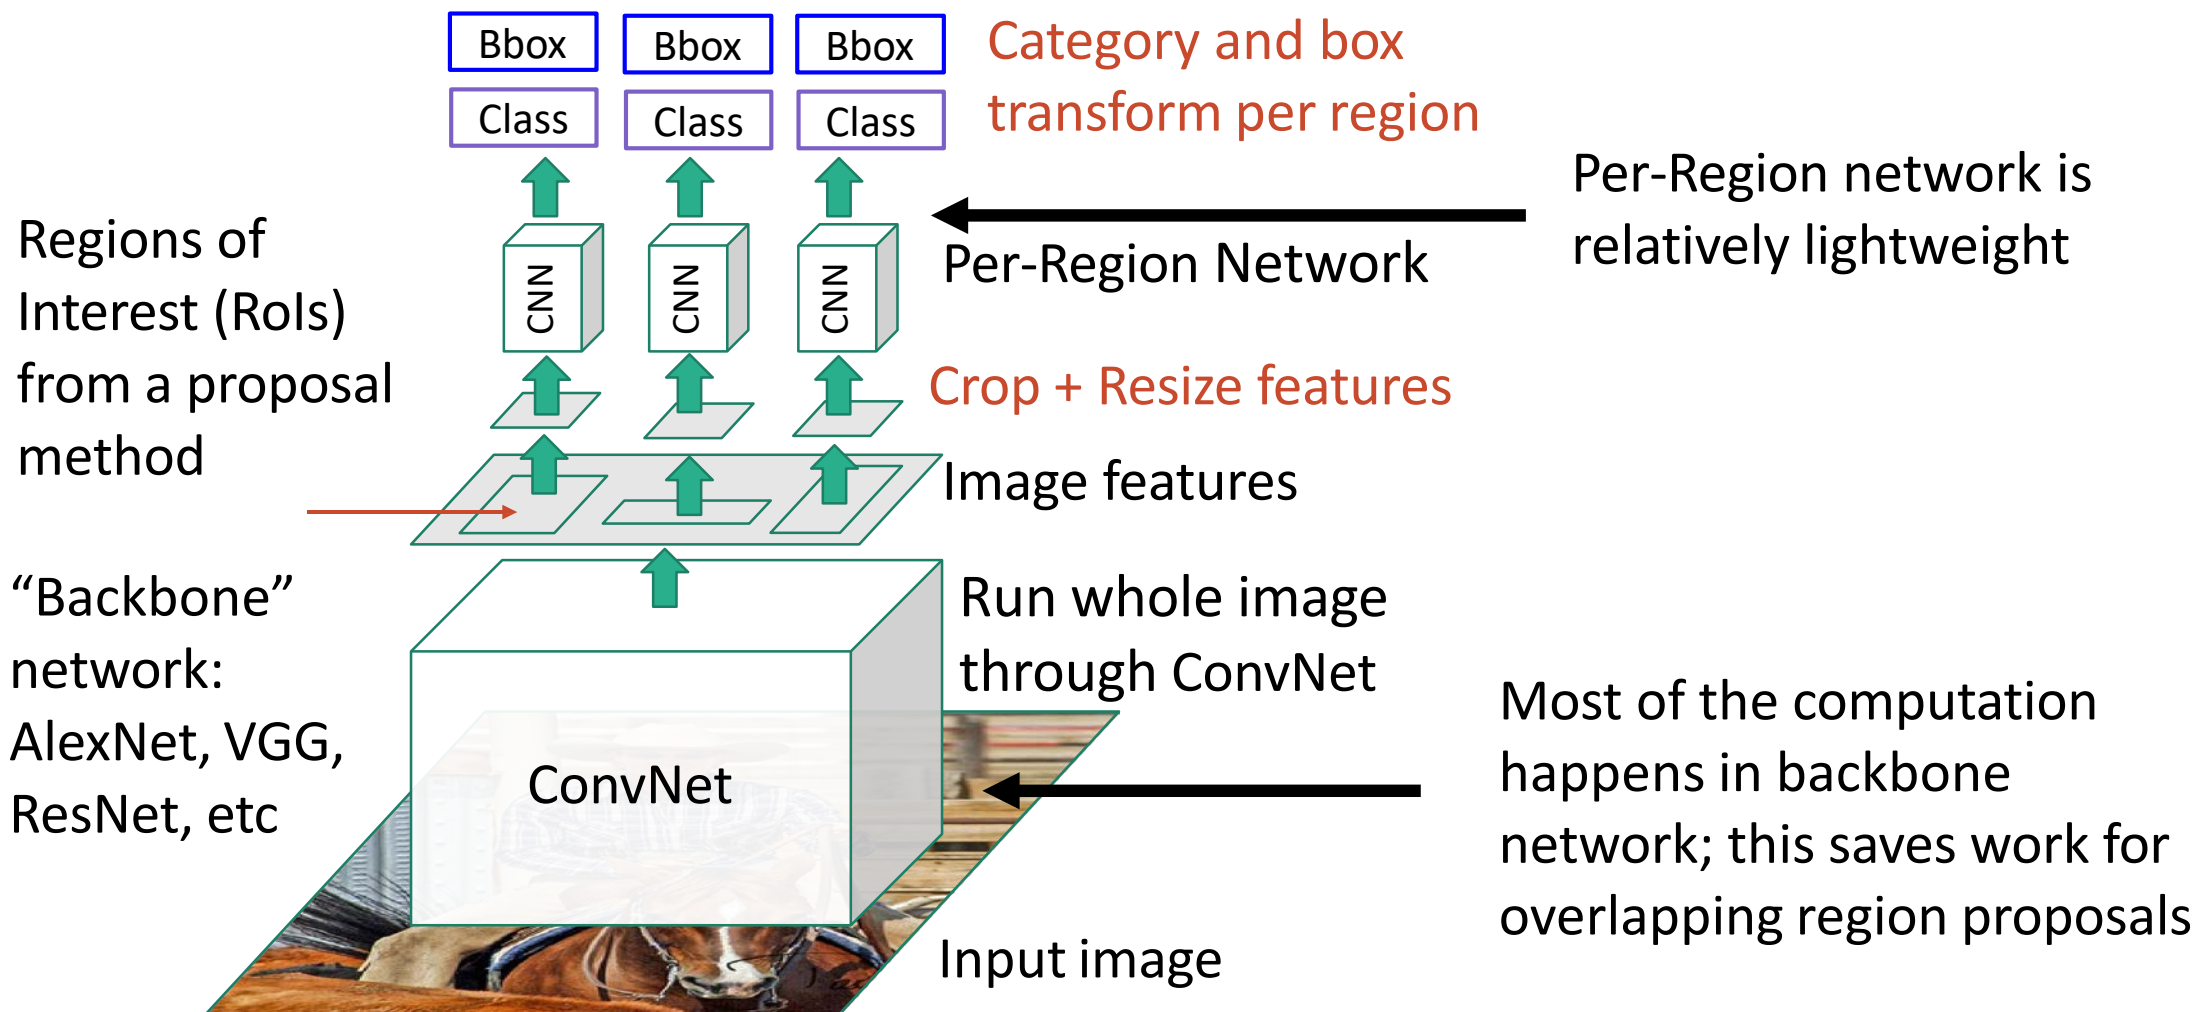 Bbox Bbox Bbox
Class Class Class
Category and box
transform per region
Per-Region network is
relatively lightweight
Regions of
Interest (RoIs)
from a proposal
method
CNN CNN CNN
Per-Region Network
Crop + Resize features
Image features
“Backbone”
network:
AlexNet, VGG,
ResNet, etc
Run whole image
through ConvNet
ConvNet
Most of the computation
happens in backbone
network; this saves work for
overlapping region proposals
Input image